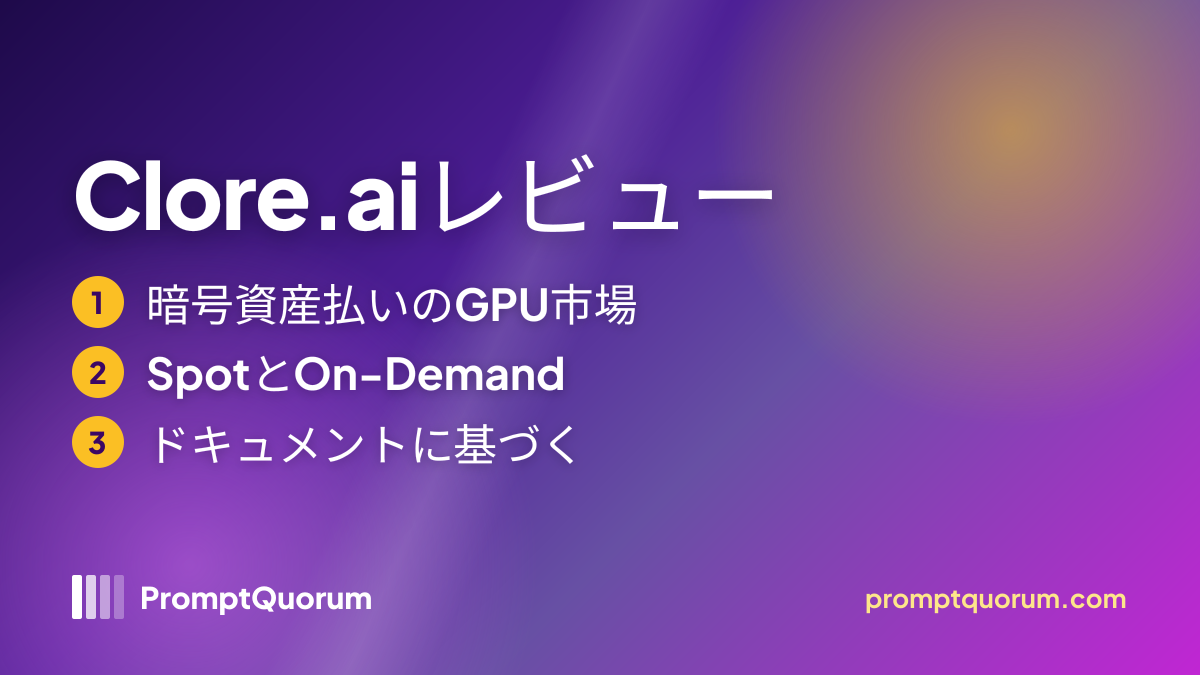 Clore.aiレビュー
1 暗号資産払いのGPU市場
2 SpotとOn-Demand
3 ドキュメントに基づく
PromptQuorum
promptquorum.com